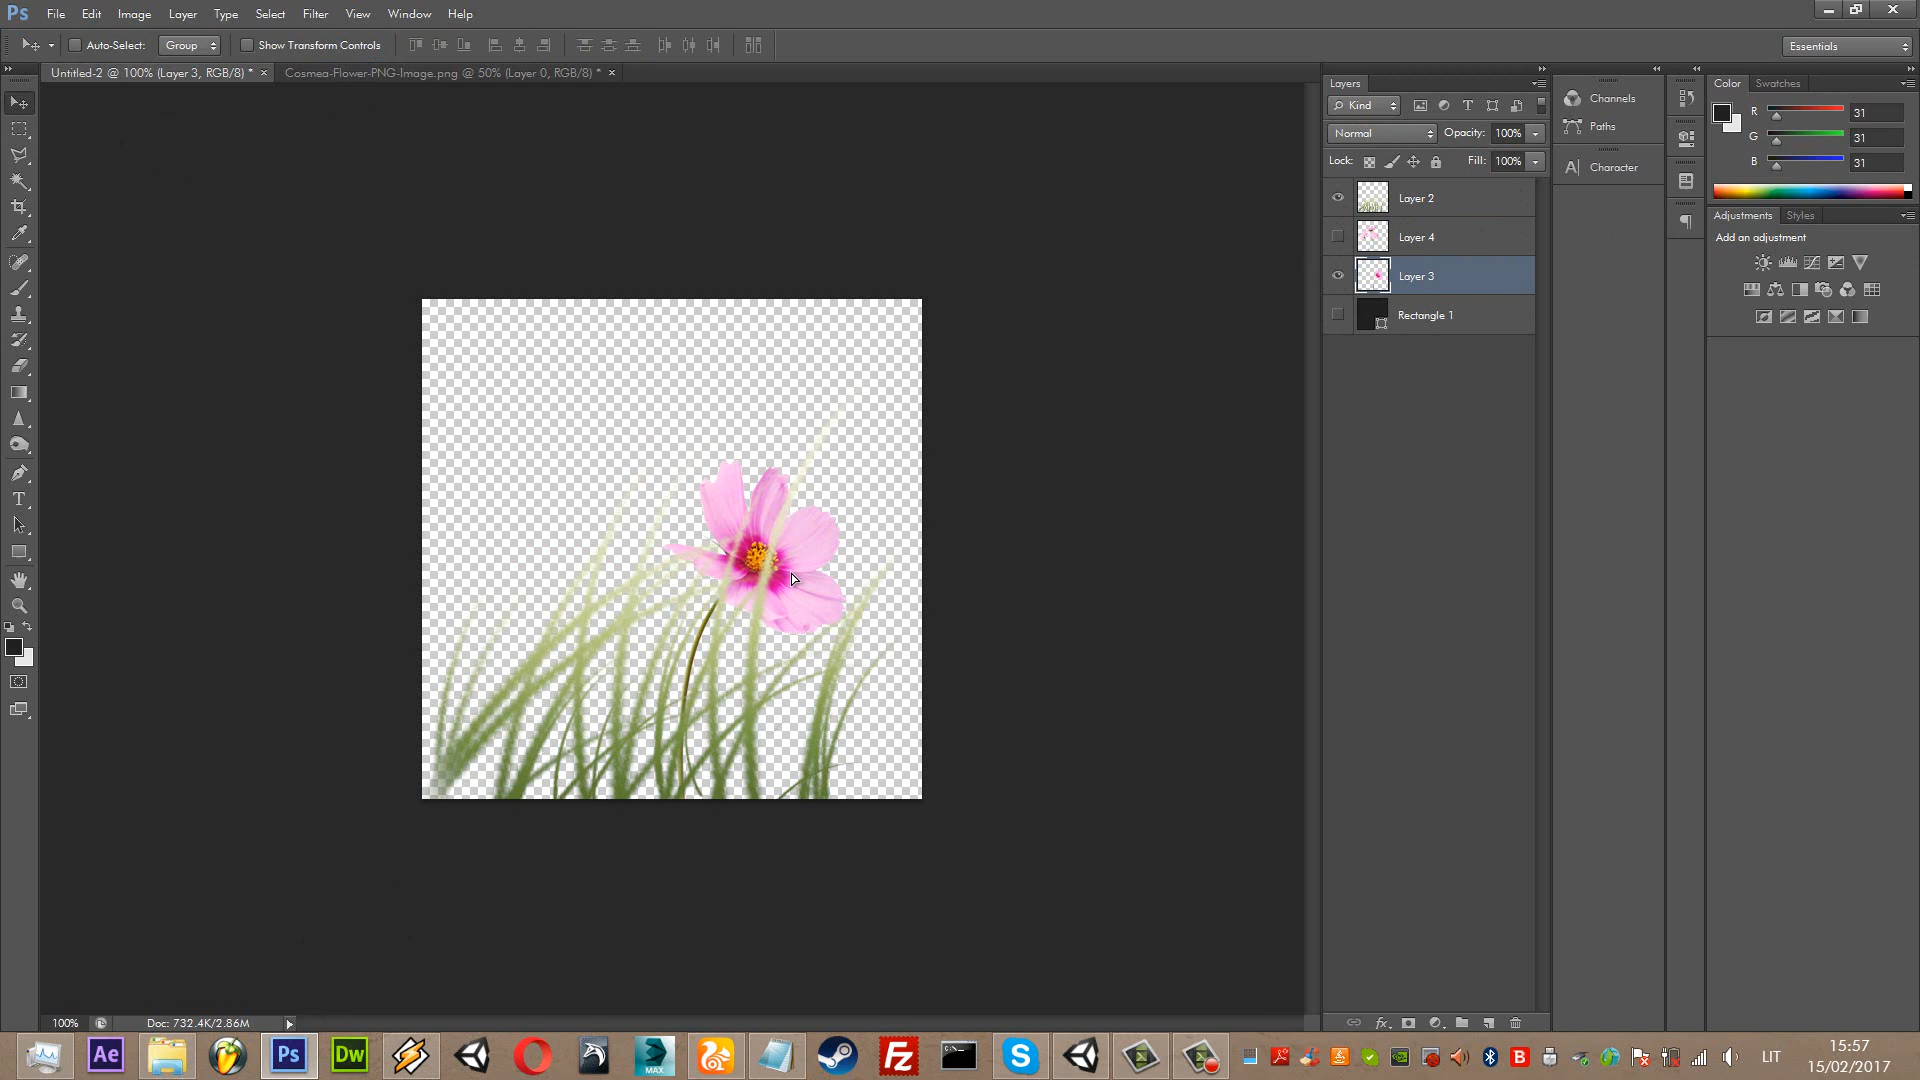 Ps File Edit Image Layer Type Select Filter View Window Help
Auto-Select: Group Show Transform Controls Essentials
Untitled-2 @ 100% (Layer 3, RGB/8) * × Cosmea-Flower-PNG-Image.png @ 50% (Layer 0, RGB/8) * ×
Layers
Kind
Normal Opacity: 100%
Lock: Fill: 100%
Layer 2
Layer 4
Layer 3
Rectangle 1
Channels
Paths
A| Character
Color Swatches
R 31
G 31
B 31
Adjustments Styles
Add an adjustment
T
fx
100% Doc: 732.4K/2.86M
Ae Ps Dw MAX Fz S B LIT
15:57
15/02/2017